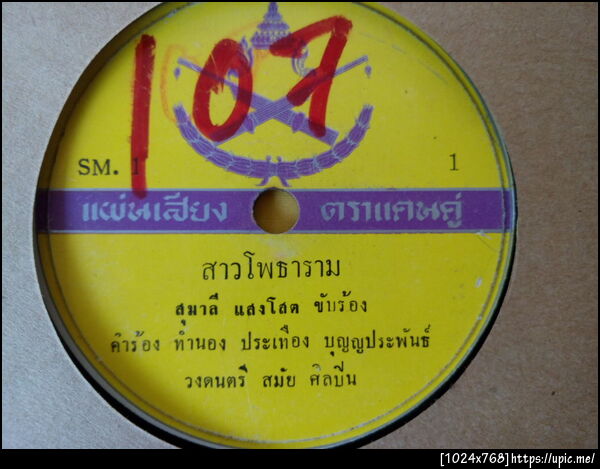 107
SM. 1
1
แผ่นเสียง ตราแคนคู่
สาวโพธาราม
สุมาลี แสงโสต ขับร้อง
คำร้อง ทำนอง ประเทือง บุญญประพันธ์
วงดนตรี สมัย ศิลปิน
[1024x768]https://upic.me/